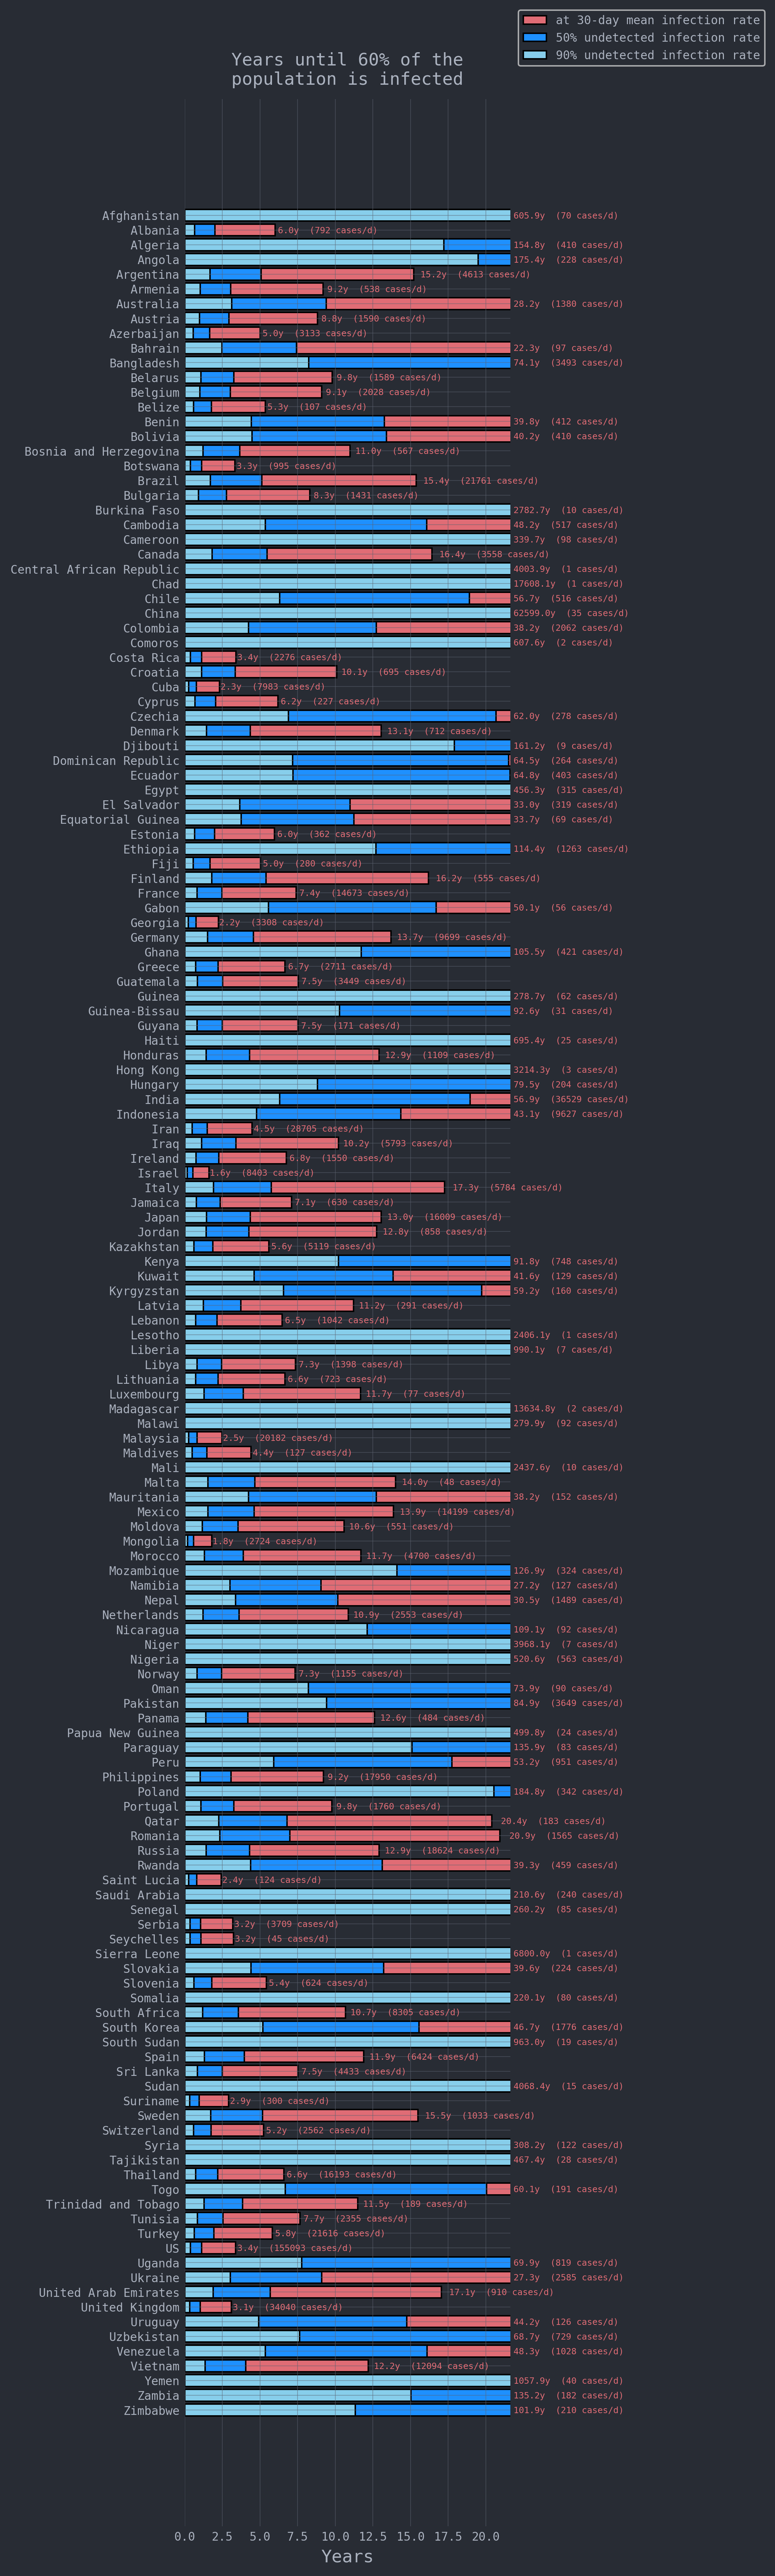 at 30-day mean infection rate
50% undetected infection rate
90% undetected infection rate
Years until 60% of the
population is infected
Afghanistan 605.9y (70 cases/d)
Albania 6.0y (792 cases/d)
Algeria 154.8y (410 cases/d)
Angola 175.4y (228 cases/d)
Argentina 15.2y (4613 cases/d)
Armenia 9.2y (538 cases/d)
Australia 28.2y (1380 cases/d)
Austria 8.8y (1590 cases/d)
Azerbaijan 5.0y (3133 cases/d)
Bahrain 22.3y (97 cases/d)
Bangladesh 74.1y (3493 cases/d)
Belarus 9.8y (1589 cases/d)
Belgium 9.1y (2028 cases/d)
Belize 5.3y (107 cases/d)
Benin 39.8y (412 cases/d)
Bolivia 40.2y (410 cases/d)
Bosnia and Herzegovina 11.0y (567 cases/d)
Botswana 3.3y (995 cases/d)
Brazil 15.4y (21761 cases/d)
Bulgaria 8.3y (1431 cases/d)
Burkina Faso 2782.7y (10 cases/d)
Cambodia 48.2y (517 cases/d)
Cameroon 339.7y (98 cases/d)
Canada 16.4y (3558 cases/d)
Central African Republic 4003.9y (1 cases/d)
Chad 17608.1y (1 cases/d)
Chile 56.7y (516 cases/d)
China 62599.0y (35 cases/d)
Colombia 38.2y (2062 cases/d)
Comoros 607.6y (2 cases/d)
Costa Rica 3.4y (2276 cases/d)
Croatia 10.1y (695 cases/d)
Cuba 2.3y (7983 cases/d)
Cyprus 6.2y (227 cases/d)
Czechia 62.0y (278 cases/d)
Denmark 13.1y (712 cases/d)
Djibouti 161.2y (9 cases/d)
Dominican Republic 64.5y (264 cases/d)
Ecuador 64.8y (403 cases/d)
Egypt 456.3y (315 cases/d)
El Salvador 33.0y (319 cases/d)
Equatorial Guinea 33.7y (69 cases/d)
Estonia 6.0y (362 cases/d)
Ethiopia 114.4y (1263 cases/d)
Fiji 5.0y (280 cases/d)
Finland 16.2y (555 cases/d)
France 7.4y (14673 cases/d)
Gabon 50.1y (56 cases/d)
Georgia 2.2y (3308 cases/d)
Germany 13.7y (9699 cases/d)
Ghana 105.5y (421 cases/d)
Greece 6.7y (2711 cases/d)
Guatemala 7.5y (3449 cases/d)
Guinea 278.7y (62 cases/d)
Guinea-Bissau 92.6y (31 cases/d)
Guyana 7.5y (171 cases/d)
Haiti 695.4y (25 cases/d)
Honduras 12.9y (1109 cases/d)
Hong Kong 3214.3y (3 cases/d)
Hungary 79.5y (204 cases/d)
India 56.9y (36529 cases/d)
Indonesia 43.1y (9627 cases/d)
Iran 4.5y (28705 cases/d)
Iraq 10.2y (5793 cases/d)
Ireland 6.8y (1550 cases/d)
Israel 1.6y (8403 cases/d)
Italy 17.3y (5784 cases/d)
Jamaica 7.1y (630 cases/d)
Japan 13.0y (16009 cases/d)
Jordan 12.8y (858 cases/d)
Kazakhstan 5.6y (5119 cases/d)
Kenya 91.8y (748 cases/d)
Kuwait 41.6y (129 cases/d)
Kyrgyzstan 59.2y (160 cases/d)
Latvia 11.2y (291 cases/d)
Lebanon 6.5y (1042 cases/d)
Lesotho 2406.1y (1 cases/d)
Liberia 990.1y (7 cases/d)
Libya 7.3y (1398 cases/d)
Lithuania 6.6y (723 cases/d)
Luxembourg 11.7y (77 cases/d)
Madagascar 13634.8y (2 cases/d)
Malawi 279.9y (92 cases/d)
Malaysia 2.5y (20182 cases/d)
Maldives 4.4y (127 cases/d)
Mali 2437.6y (10 cases/d)
Malta 14.0y (48 cases/d)
Mauritania 38.2y (152 cases/d)
Mexico 13.9y (14199 cases/d)
Moldova 10.6y (551 cases/d)
Mongolia 1.8y (2724 cases/d)
Morocco 11.7y (4700 cases/d)
Mozambique 126.9y (324 cases/d)
Namibia 27.2y (127 cases/d)
Nepal 30.5y (1489 cases/d)
Netherlands 10.9y (2553 cases/d)
Nicaragua 109.1y (92 cases/d)
Niger 3968.1y (7 cases/d)
Nigeria 520.6y (563 cases/d)
Norway 7.3y (1155 cases/d)
Oman 73.9y (90 cases/d)
Pakistan 84.9y (3649 cases/d)
Panama 12.6y (484 cases/d)
Papua New Guinea 499.8y (24 cases/d)
Paraguay 135.9y (83 cases/d)
Peru 53.2y (951 cases/d)
Philippines 9.2y (17950 cases/d)
Poland 184.8y (342 cases/d)
Portugal 9.8y (1760 cases/d)
Qatar 20.4y (183 cases/d)
Romania 20.9y (1565 cases/d)
Russia 12.9y (18624 cases/d)
Rwanda 39.3y (459 cases/d)
Saint Lucia 2.4y (124 cases/d)
Saudi Arabia 210.6y (240 cases/d)
Senegal 260.2y (85 cases/d)
Serbia 3.2y (3709 cases/d)
Seychelles 3.2y (45 cases/d)
Sierra Leone 6800.0y (1 cases/d)
Slovakia 39.6y (224 cases/d)
Slovenia 5.4y (624 cases/d)
Somalia 220.1y (80 cases/d)
South Africa 10.7y (8305 cases/d)
South Korea 46.7y (1776 cases/d)
South Sudan 963.0y (19 cases/d)
Spain 11.9y (6424 cases/d)
Sri Lanka 7.5y (4433 cases/d)
Sudan 4068.4y (15 cases/d)
Suriname 2.9y (300 cases/d)
Sweden 15.5y (1033 cases/d)
Switzerland 5.2y (2562 cases/d)
Syria 308.2y (122 cases/d)
Tajikistan 467.4y (28 cases/d)
Thailand 6.6y (16193 cases/d)
Togo 60.1y (191 cases/d)
Trinidad and Tobago 11.5y (189 cases/d)
Tunisia 7.7y (2355 cases/d)
Turkey 5.8y (21616 cases/d)
US 3.4y (155093 cases/d)
Uganda 69.9y (819 cases/d)
Ukraine 27.3y (2585 cases/d)
United Arab Emirates 17.1y (910 cases/d)
United Kingdom 3.1y (34040 cases/d)
Uruguay 44.2y (126 cases/d)
Uzbekistan 68.7y (729 cases/d)
Venezuela 48.3y (1028 cases/d)
Vietnam 12.2y (12094 cases/d)
Yemen 1057.9y (40 cases/d)
Zambia 135.2y (182 cases/d)
Zimbabwe 101.9y (210 cases/d)
0.0 2.5 5.0 7.5 10.0 12.5 15.0 17.5 20.0
Years